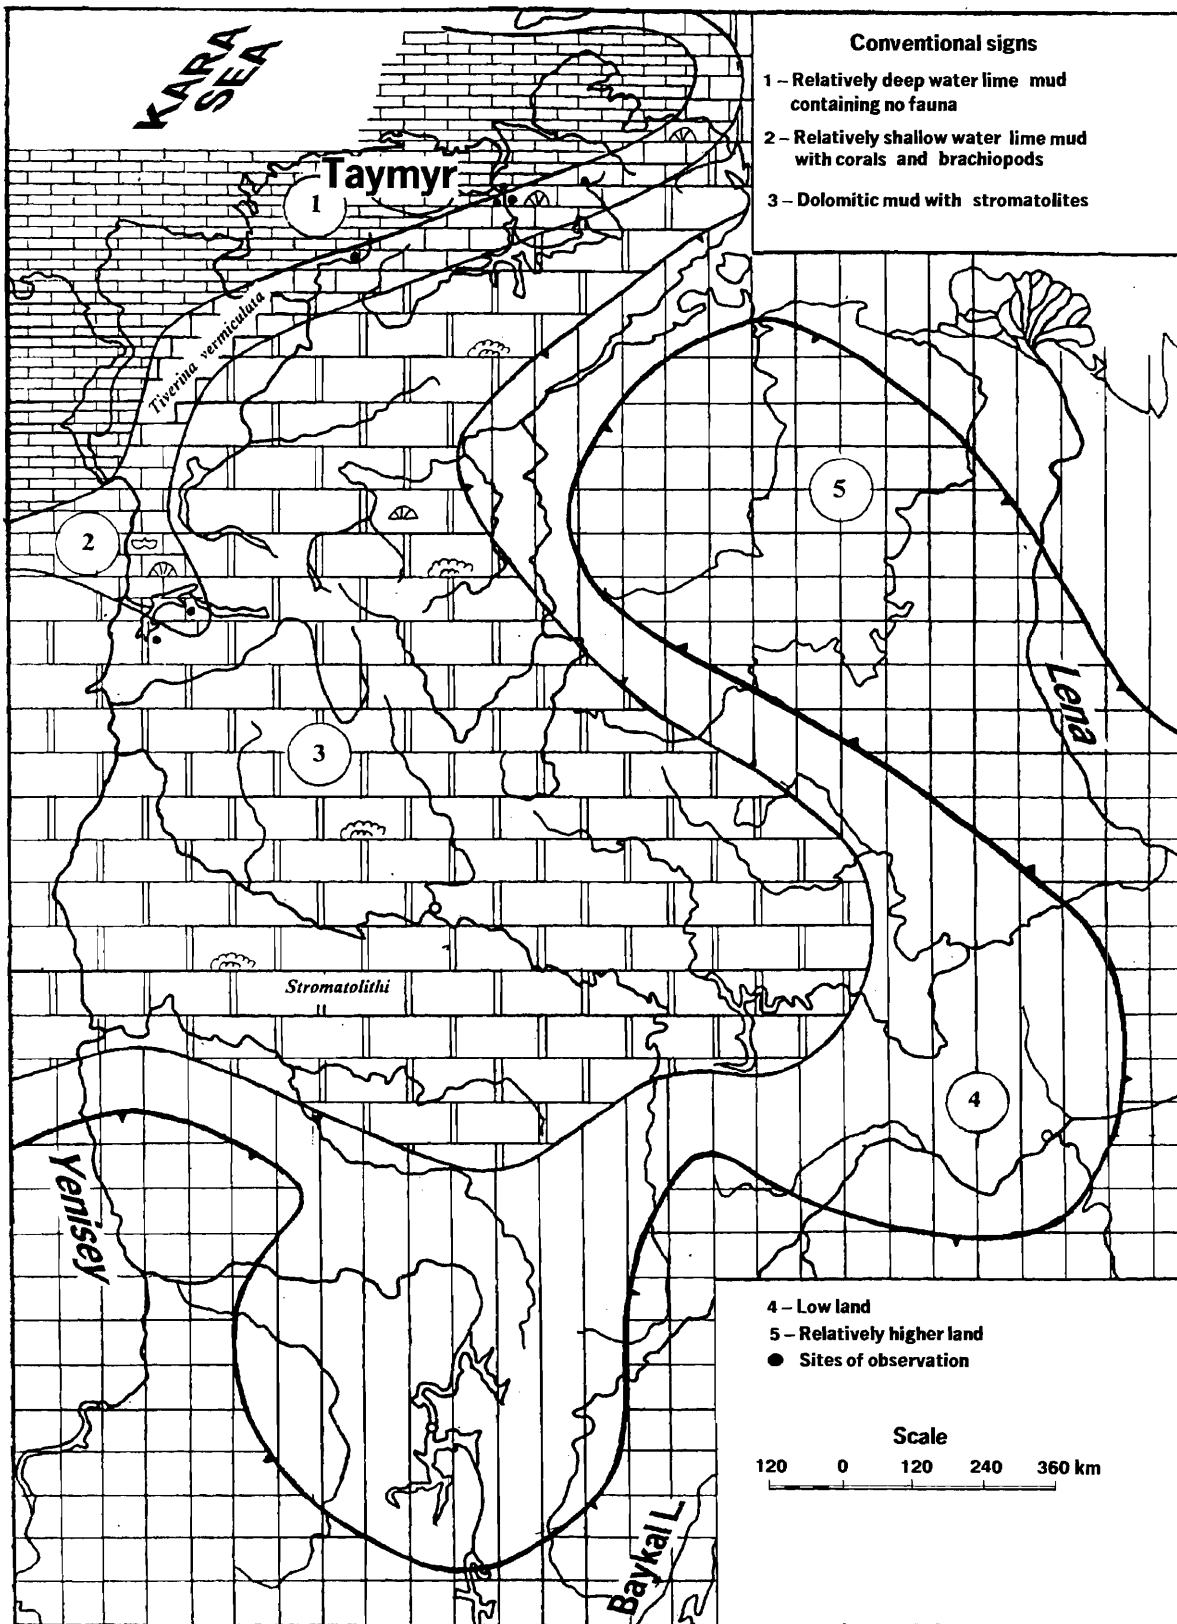 KARA
SEA
Conventional signs
1 – Relatively deep water lime mud
containing no fauna
2 – Relatively shallow water lime mud
with corals and brachiopods
3 – Dolomitic mud with stromatolites
Taymyr
1
Tiverina vermiculata
5
2
Lena
3
Stromatolithi
4
Yenisey
4 – Low land
5 – Relatively higher land
● Sites of observation
Scale
120 0 120 240 360 km
Baykal L.